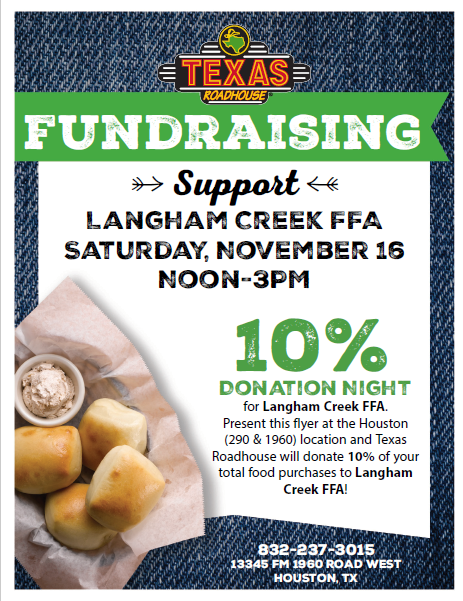 TEXAS
ROADHOUSE
FUNDRAISING
Support
LANGHAM CREEK FFA
SATURDAY, NOVEMBER 16
NOON-3PM
10%
DONATION NIGHT
for Langham Creek FFA.
Present this flyer at the Houston
(290 & 1960) location and Texas
Roadhouse will donate 10% of your
total food purchases to Langham
Creek FFA!
832-237-3015
13345 FM 1960 ROAD WEST
HOUSTON, TX